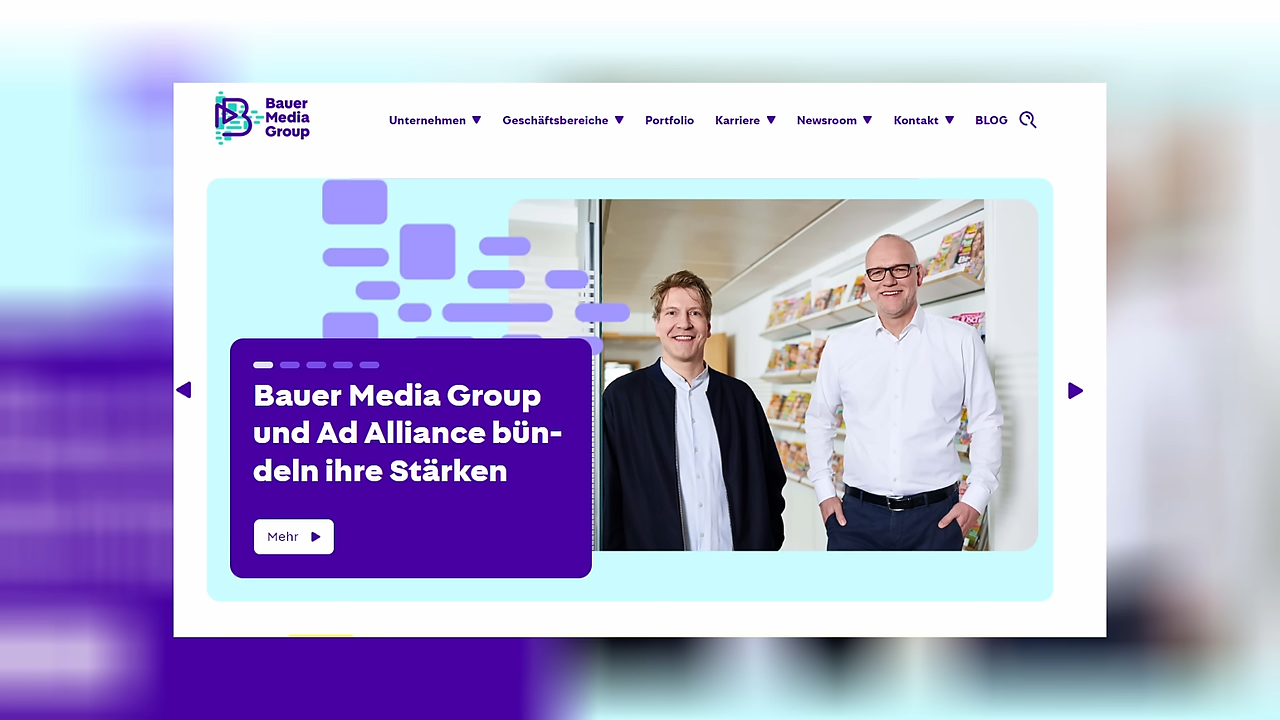 Bauer
Media
Group
Unternehmen Geschäftsbereiche Portfolio Karriere Newsroom Kontakt BLOG
Bauer Media Group
und Ad Alliance bün-
deln ihre Stärken
Mehr